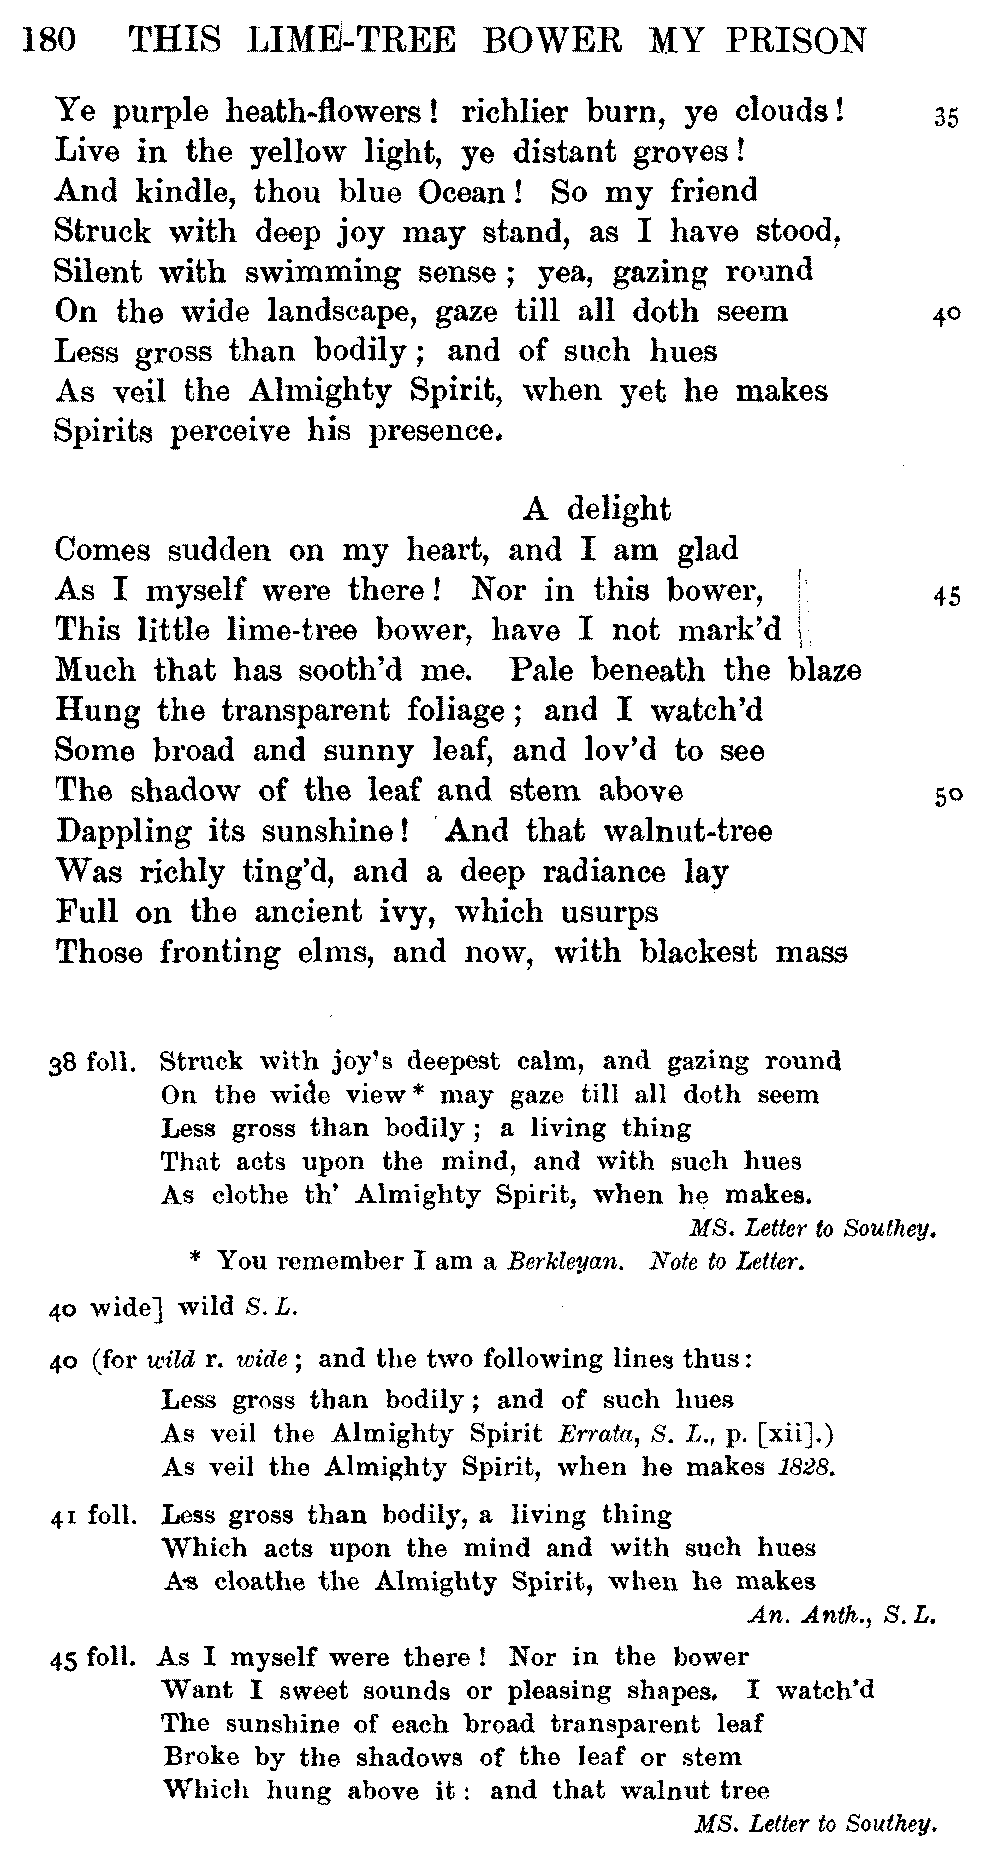 180 THIS LIME-TREE BOWER MY PRISON
Ye purple heath-flowers! richlier burn, ye clouds! 35
Live in the yellow light, ye distant groves!
And kindle, thou blue Ocean! So my friend
Struck with deep joy may stand, as I have stood,
Silent with swimming sense; yea, gazing round
On the wide landscape, gaze till all doth seem 40
Less gross than bodily; and of such hues
As veil the Almighty Spirit, when yet he makes
Spirits perceive his presence.
A delight
Comes sudden on my heart, and I am glad
As I myself were there! Nor in this bower, 45
This little lime-tree bower, have I not mark'd
Much that has sooth'd me. Pale beneath the blaze
Hung the transparent foliage; and I watch'd
Some broad and sunny leaf, and lov'd to see
The shadow of the leaf and stem above 50
Dappling its sunshine! And that walnut-tree
Was richly ting'd, and a deep radiance lay
Full on the ancient ivy, which usurps
Those fronting elms, and now, with blackest mass
38 foll. Struck with joy's deepest calm, and gazing round
On the wide view* may gaze till all doth seem
Less gross than bodily; a living thing
That acts upon the mind, and with such hues
As clothe th' Almighty Spirit, when he makes.
MS. Letter to Southey.
* You remember I am a Berkleyan. Note to Letter.
40 wide] wild S. L.
40 (for wild r. wide; and the two following lines thus:
Less gross than bodily; and of such hues
As veil the Almighty Spirit Errata, S. L., p. [xii].)
As veil the Almighty Spirit, when he makes 1828.
41 foll. Less gross than bodily, a living thing
Which acts upon the mind and with such hues
As cloathe the Almighty Spirit, when he makes
An. Anth., S. L.
45 foll. As I myself were there! Nor in the bower
Want I sweet sounds or pleasing shapes. I watch'd
The sunshine of each broad transparent leaf
Broke by the shadows of the leaf or stem
Which hung above it: and that walnut tree
MS. Letter to Southey.